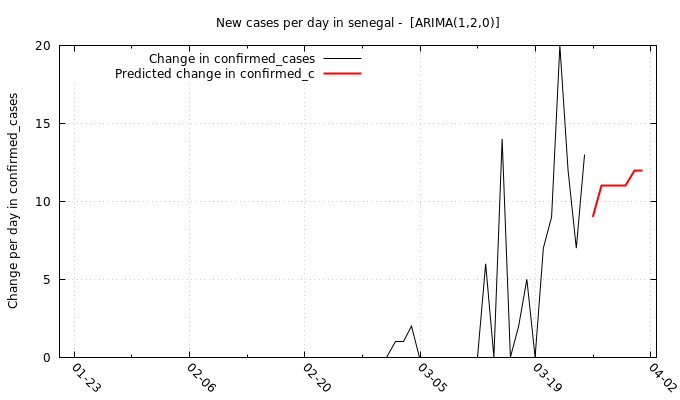 New cases per day in senegal -  [ARIMA(1,2,0)]
Change in confirmed_cases
Predicted change in confirmed_c
Change per day in confirmed_cases
20
15
10
5
0
01-23
02-06
02-20
03-05
03-19
04-02